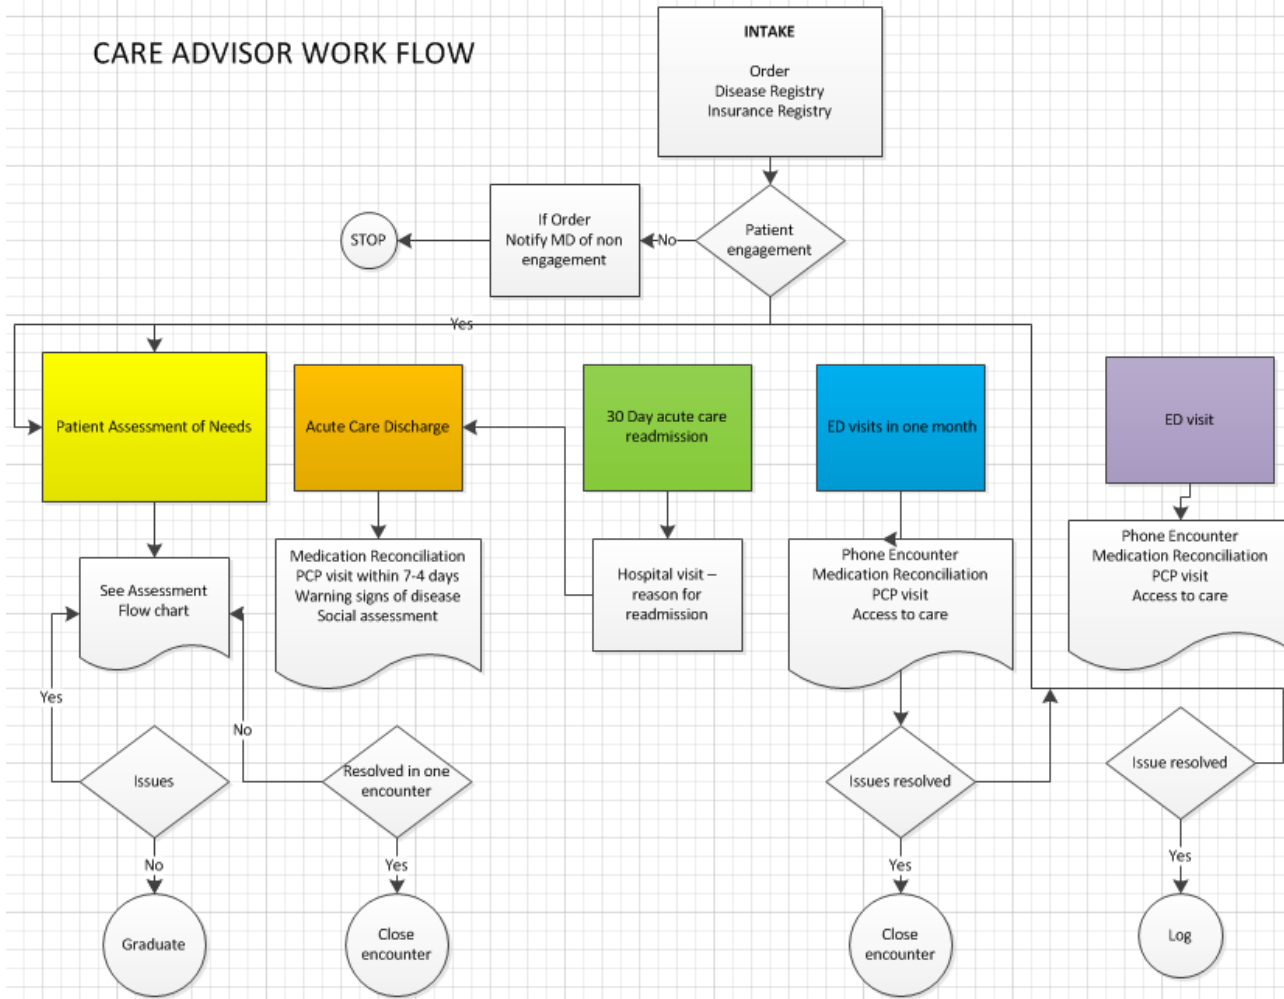 CARE ADVISOR WORK FLOW
INTAKE
Order
Disease Registry
Insurance Registry
Patient
engagement
No
If Order
Notify MD of non
engagement
STOP
Yes
Patient Assessment of Needs
Acute Care Discharge
30 Day acute care
readmission
ED visits in one month
ED visit
See Assessment
Flow chart
Medication Reconciliation
PCP visit within 7-4 days
Warning signs of disease
Social assessment
Hospital visit –
reason for
readmission
Phone Encounter
Medication Reconciliation
PCP visit
Access to care
Phone Encounter
Medication Reconciliation
PCP visit
Access to care
Yes
No
Issues
Resolved in one
encounter
Issues resolved
Issue resolved
No
Yes
Yes
Yes
Graduate
Close
encounter
Close
encounter
Log